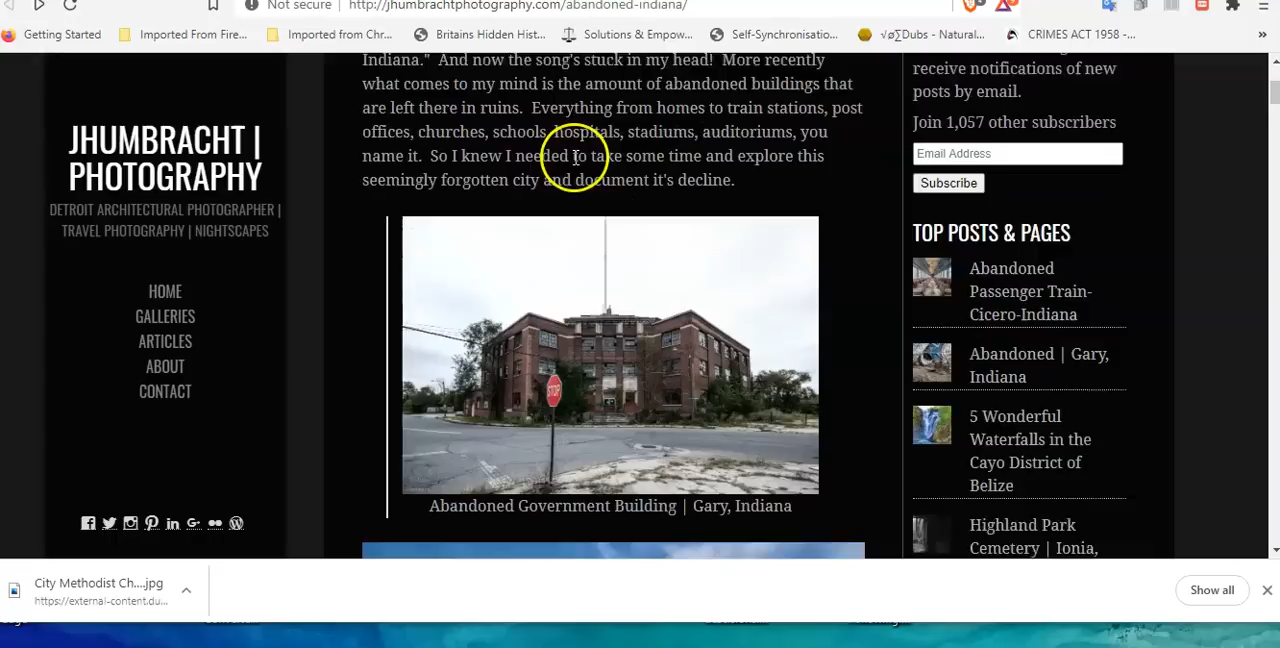 Not secure | http://jhumbrachtphotography.com/abandoned-indiana/
Getting Started
Imported From Fire...
Imported from Chro...
Britains Hidden Hist...
Solutions & Empow...
Self-Synchronisatio...
√ø∑Dubs - Natural...
CRIMES ACT 1958 -...
»
JHUMBRACHT |
PHOTOGRAPHY
DETROIT ARCHITECTURAL PHOTOGRAPHER |
TRAVEL PHOTOGRAPHY | NIGHTSCAPES
HOME
GALLERIES
ARTICLES
ABOUT
CONTACT
Indiana." And now the song's stuck in my head! More recently
what comes to my mind is the amount of abandoned buildings that
are left there in ruins. Everything from homes to train stations, post
offices, churches, schools, hospitals, stadiums, auditoriums, you
name it. So I knew I needed to take some time and explore this
seemingly forgotten city and document it's decline.
STOP
Abandoned Government Building | Gary, Indiana
receive notifications of new
posts by email.
Join 1,057 other subscribers
Email Address
Subscribe
TOP POSTS & PAGES
Abandoned
Passenger Train-
Cicero-Indiana
Abandoned | Gary,
Indiana
5 Wonderful
Waterfalls in the
Cayo District of
Belize
Highland Park
Cemetery | Ionia,
City Methodist Ch....jpg
https://external-content.du...
Show all